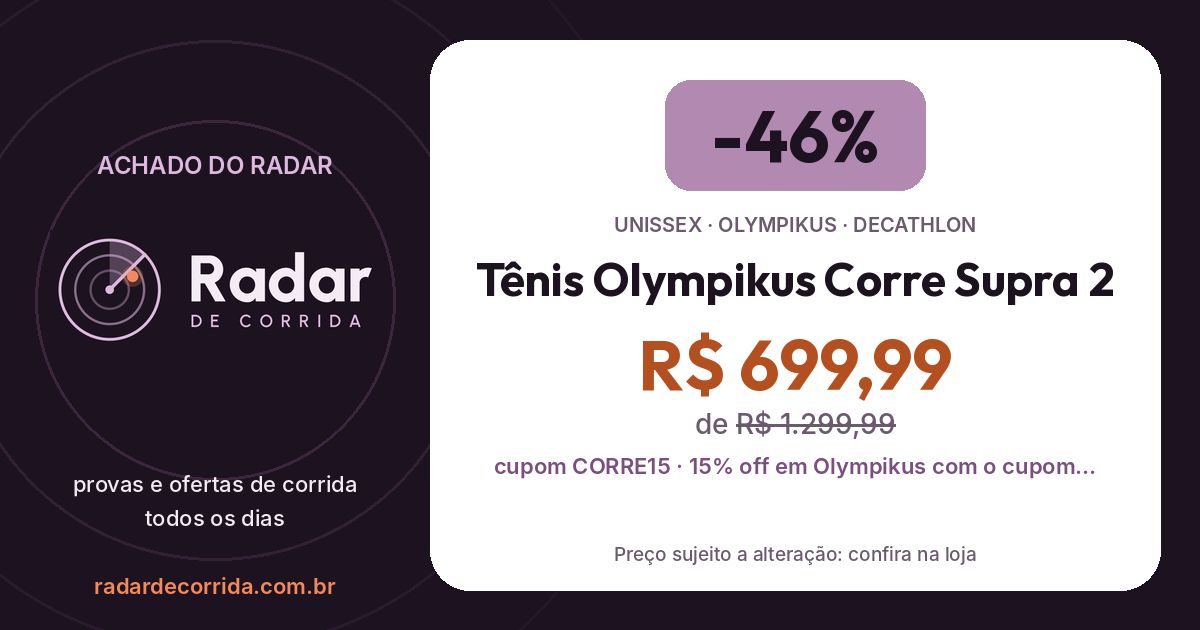 ACHADO DO RADAR
Radar
DE CORRIDA
provas e ofertas de corrida
todos os dias
radardecorrida.com.br
-46%
UNISSEX · OLYMPIKUS · DECATHLON
Tênis Olympikus Corre Supra 2
R$ 699,99
de R$ 1.299,99
cupom CORRE15 · 15% off em Olympikus com o cupom...
Preço sujeito a alteração: confira na loja